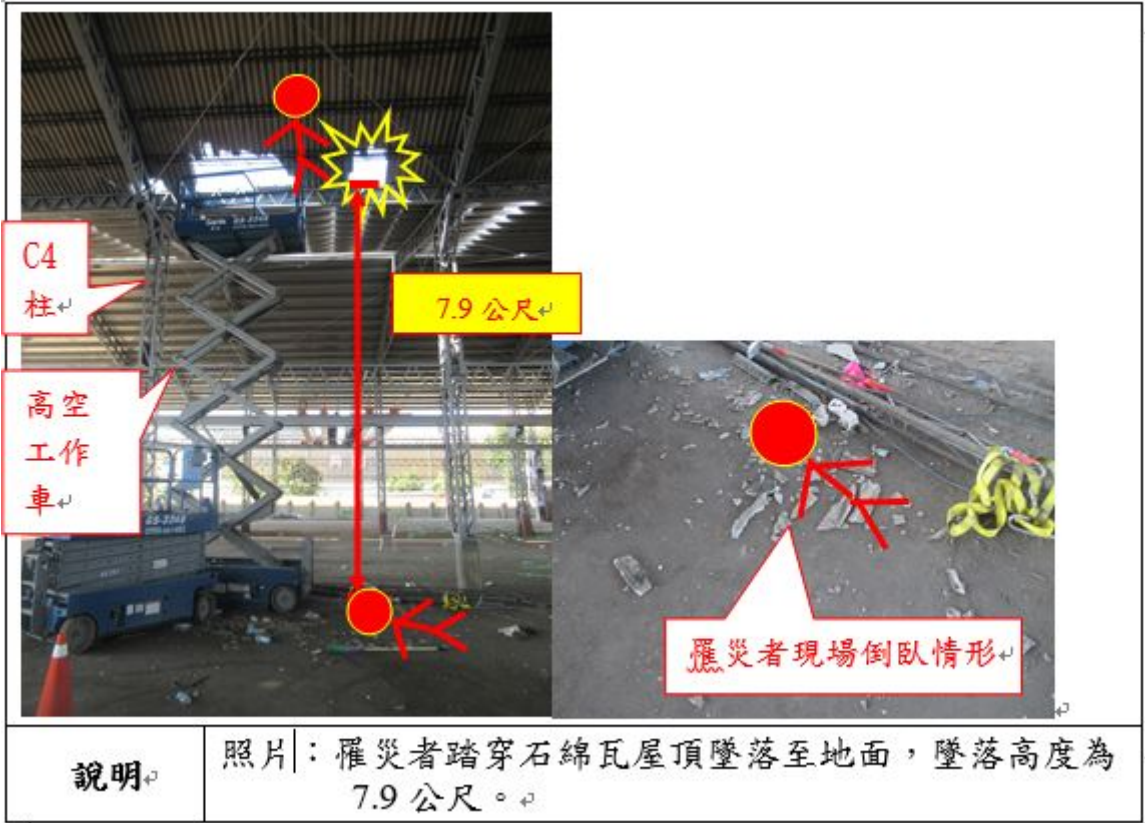 C4
柱
高空
工作
車
7.9 公尺
罹災者現場倒臥情形
說明
照片：罹災者踏穿石綿瓦屋頂墜落至地面，墜落高度為
7.9 公尺。